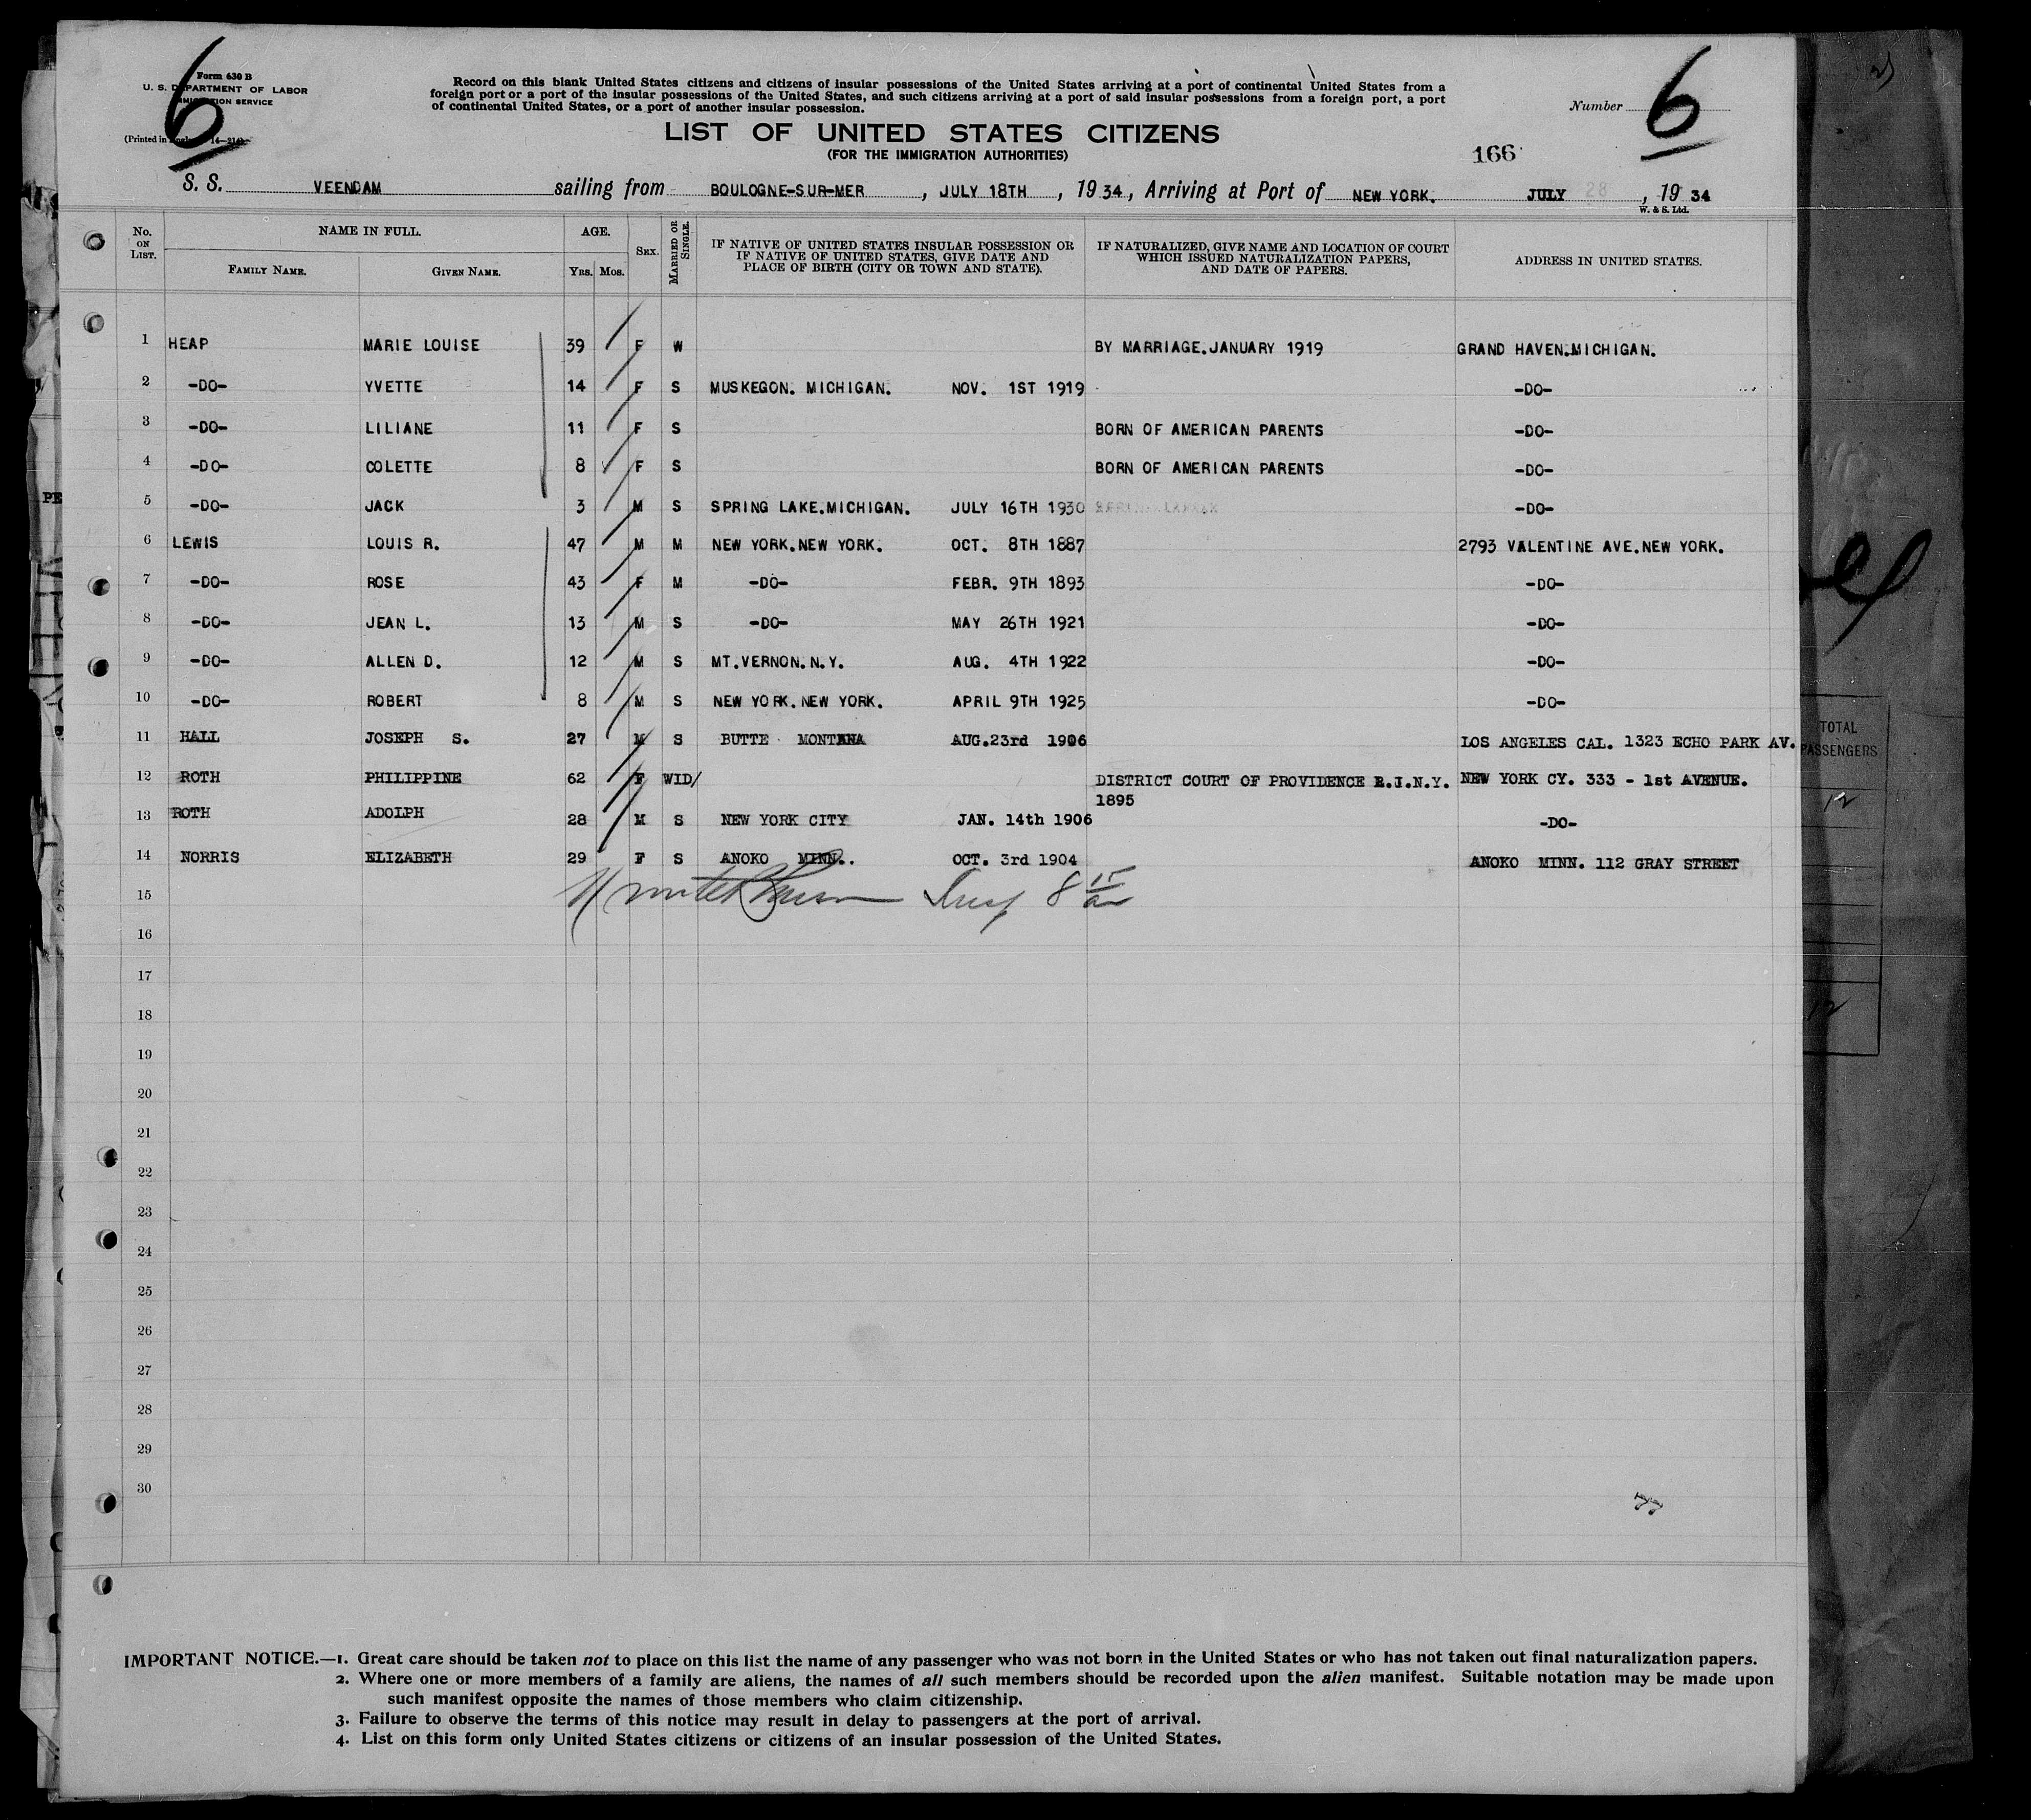 Form 630 B
U. S. DEPARTMENT OF LABOR
IMMIGRATION SERVICE
(Printed in
6
Record on this blank United States citizens and citizens of insular possessions of the United States arriving at a port of continental United States from a
foreign port or a port of the insular possessions of the United States, and such citizens arriving at a port of said insular possessions from a foreign port, a port
of continental United States, or a port of another insular possession.
Number 6
LIST OF UNITED STATES CITIZENS
(FOR THE IMMIGRATION AUTHORITIES)
166
S. S. VEENDAM sailing from BOULOGNE-SUR-MER, JULY 18TH, 1934, Arriving at Port of NEW YORK. JULY 28, 1934
W. & S. Ltd.
No. ON LIST. NAME IN FULL. FAMILY NAME. GIVEN NAME. AGE. Yrs. Mos. SEX. MARRIED OR SINGLE. IF NATIVE OF UNITED STATES INSULAR POSSESSION OR IF NATIVE OF UNITED STATES, GIVE DATE AND PLACE OF BIRTH (CITY OR TOWN AND STATE). IF NATURALIZED, GIVE NAME AND LOCATION OF COURT WHICH ISSUED NATURALIZATION PAPERS, AND DATE OF PAPERS. ADDRESS IN UNITED STATES.
1 HEAP MARIE LOUISE 39 F W BY MARRIAGE.JANUARY 1919 GRAND HAVEN.MICHIGAN.
2 -DO- YVETTE 14 F S MUSKEGON. MICHIGAN. NOV. 1ST 1919 -DO-
3 -DO- LILIANE 11 F S BORN OF AMERICAN PARENTS -DO-
4 -DO- COLETTE 8 F S BORN OF AMERICAN PARENTS -DO-
5 -DO- JACK 3 M S SPRING LAKE.MICHIGAN. JULY 16TH 1930 -DO-
6 LEWIS LOUIS R. 47 M M NEW YORK.NEW YORK. OCT. 8TH 1887 2793 VALENTINE AVE.NEW YORK.
7 -DO- ROSE 43 F M -DO- FEBR. 9TH 1893 -DO-
8 -DO- JEAN L. 13 M S -DO- MAY 26TH 1921 -DO-
9 -DO- ALLEN D. 12 M S MT.VERNON.N.Y. AUG. 4TH 1922 -DO-
10 -DO- ROBERT 8 M S NEW YORK.NEW YORK. APRIL 9TH 1925 -DO-
11 HALL JOSEPH S. 27 M S BUTTE MONTANA AUG.23rd 1906 LOS ANGELES CAL. 1323 ECHO PARK AV.
12 ROTH PHILIPPINE 62 F WID/ DISTRICT COURT OF PROVIDENCE R.I.N.Y. NEW YORK CY. 333 - 1st AVENUE.
1895
13 ROTH ADOLPH 28 M S NEW YORK CITY JAN. 14th 1906 -DO-
14 NORRIS ELIZABETH 29 F S ANOKO MINN.. OCT. 3rd 1904 ANOKO MINN. 112 GRAY STREET
15
16
17
18
19
20
21
22
23
24
25
26
27
28
29
30
77
TOTAL
PASSENGERS
12
12
PE
IMPORTANT NOTICE.—1. Great care should be taken not to place on this list the name of any passenger who was not born in the United States or who has not taken out final naturalization papers.
2. Where one or more members of a family are aliens, the names of all such members should be recorded upon the alien manifest. Suitable notation may be made upon
such manifest opposite the names of those members who claim citizenship.
3. Failure to observe the terms of this notice may result in delay to passengers at the port of arrival.
4. List on this form only United States citizens or citizens of an insular possession of the United States.